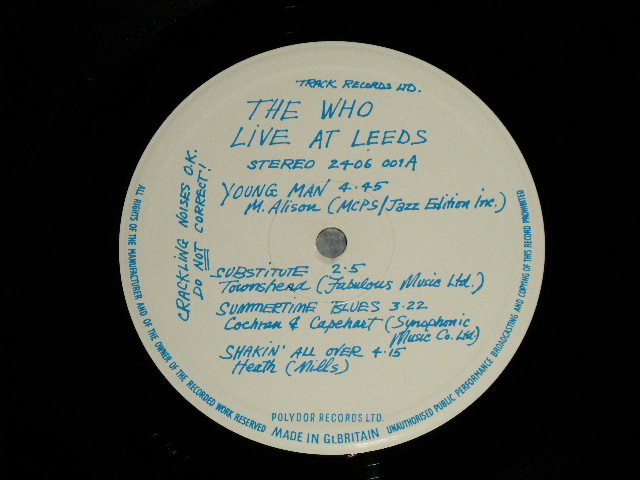 TRACK RECORDS LTD.
THE WHO
LIVE AT LEEDS
STEREO 2406 001A
YOUNG MAN 4.45
M. Alison (MCPS/Jazz Edition Inc.)
CRACKLING NOISES O.K.
DO NOT CORRECT!
SUBSTITUTE 2.5
Townshend (Fabulous Music Ltd.)
SUMMERTIME BLUES 3.22
Cochran & Capehart (Synophonic
Music Co. Ltd)
SHAKIN' ALL OVER 4.15
Heath (Mills)
POLYDOR RECORDS LTD.
ALL RIGHTS OF THE MANUFACTURER AND OF THE OWNER OF THE RECORDED WORK RESERVED
MADE IN Gt.BRITAIN
UNAUTHORISED PUBLIC PERFORMANCE BROADCASTING AND COPYING OF THIS RECORD PROHIBITED